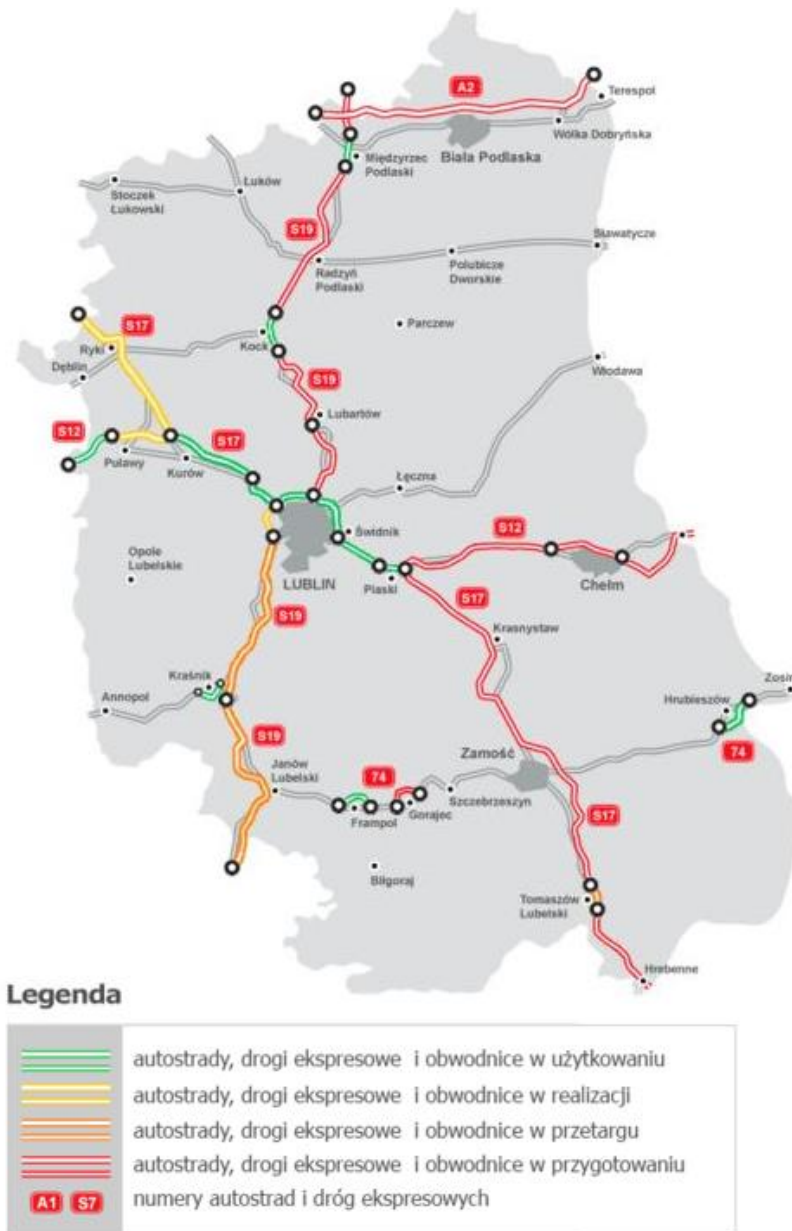 A2
Terespol
Wólka Dobryńska
Biała Podlaska
Międzyrzec
Podlaski
Łuków
Stoczek
Łukowski
S19
Sławatycze
Radzyń
Podlaski
Polubicze
Dworskie
S17
Parczew
Ryki
Kock
Dęblin
Włodawa
S19
Lubartów
S12
S17
Puławy
Kurów
Łęczna
S12
Świdnik
Opole
Lubelskie
LUBLIN
Piaski
Chełm
S17
S19
Krasnystaw
Kraśnik
Annopol
Zosin
Hrubieszów
S19
74
Zamość
Janów
Lubelski
74
Szczebrzeszyn
Frampol
Gorajec
S17
Biłgoraj
Tomaszów
Lubelski
Hrebenne
Legenda
autostrady, drogi ekspresowe i obwodnice w użytkowaniu
autostrady, drogi ekspresowe i obwodnice w realizacji
autostrady, drogi ekspresowe i obwodnice w przetargu
autostrady, drogi ekspresowe i obwodnice w przygotowaniu
A1 S7 numery autostrad i dróg ekspresowych